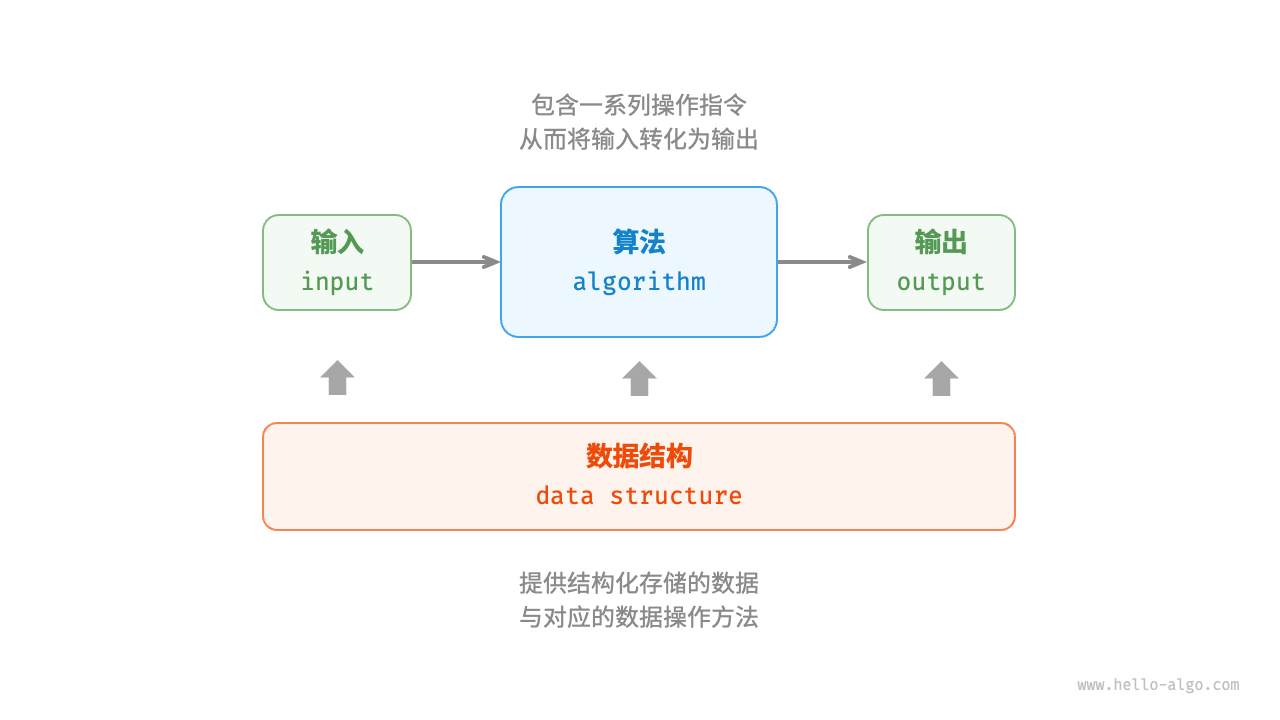 包含一系列操作指令
从而将输入转化为输出
输入
input
算法
algorithm
输出
output
数据结构
data structure
提供结构化存储的数据
与对应的数据操作方法
www.hello-algo.com